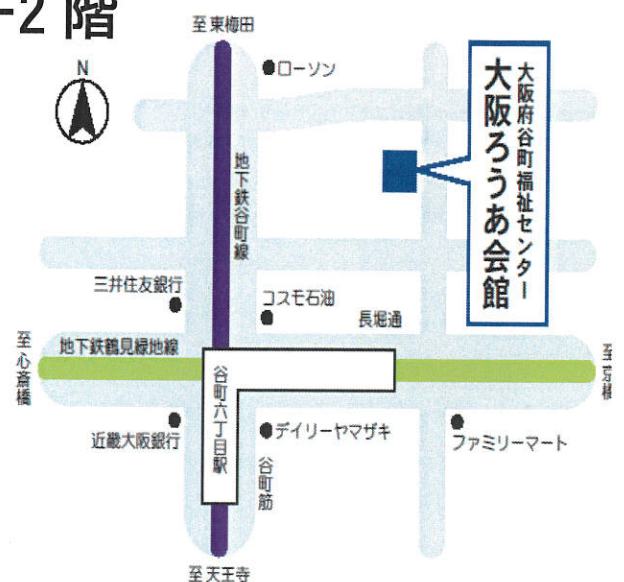 -2 階
至東梅田
N
ローソン
大阪府谷町福祉センター
大阪ろうあ会館
地下鉄谷町線
三井住友銀行
コスモ石油
長堀通
至心斎橋
地下鉄鶴見緑地線
至京橋
谷町六丁目駅
近畿大阪銀行
デイリーヤマザキ
ファミリーマート
谷町筋
至天王寺